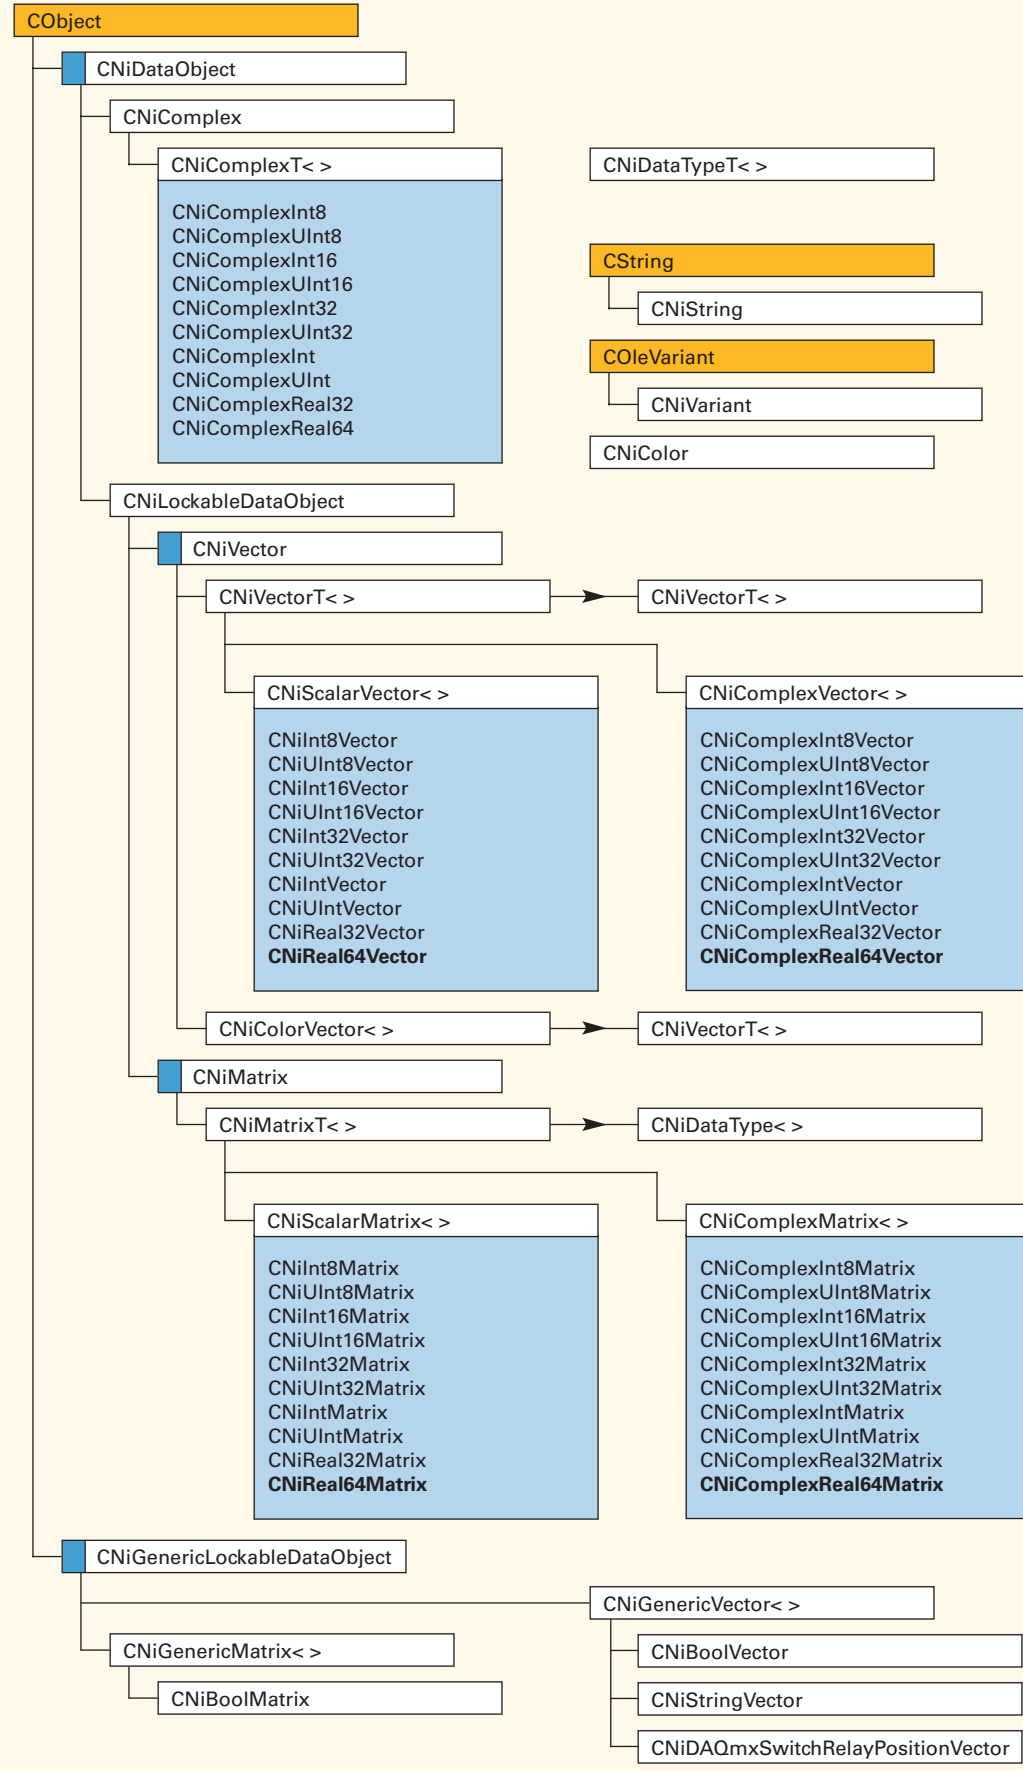 CObject
CNiDataObject
CNiComplex
CNiComplexT< >
CNiComplexInt8
CNiComplexUInt8
CNiComplexInt16
CNiComplexUInt16
CNiComplexInt32
CNiComplexUInt32
CNiComplexInt
CNiComplexUInt
CNiComplexReal32
CNiComplexReal64
CNiDataTypeT< >
CString
CNiString
COleVariant
CNiVariant
CNiColor
CNiLockableDataObject
CNiVector
CNiVectorT< >
CNiVectorT< >
CNiScalarVector< >
CNiInt8Vector
CNiUInt8Vector
CNiInt16Vector
CNiUInt16Vector
CNiInt32Vector
CNiUInt32Vector
CNiIntVector
CNiUIntVector
CNiReal32Vector
CNiReal64Vector
CNiComplexVector< >
CNiComplexInt8Vector
CNiComplexUInt8Vector
CNiComplexInt16Vector
CNiComplexUInt16Vector
CNiComplexInt32Vector
CNiComplexUInt32Vector
CNiComplexIntVector
CNiComplexUIntVector
CNiComplexReal32Vector
CNiComplexReal64Vector
CNiColorVector< >
CNiVectorT< >
CNiMatrix
CNiMatrixT< >
CNiDataType< >
CNiScalarMatrix< >
CNiInt8Matrix
CNiUInt8Matrix
CNiInt16Matrix
CNiUInt16Matrix
CNiInt32Matrix
CNiUInt32Matrix
CNiIntMatrix
CNiUIntMatrix
CNiReal32Matrix
CNiReal64Matrix
CNiComplexMatrix< >
CNiComplexInt8Matrix
CNiComplexUInt8Matrix
CNiComplexInt16Matrix
CNiComplexUInt16Matrix
CNiComplexInt32Matrix
CNiComplexUInt32Matrix
CNiComplexIntMatrix
CNiComplexUIntMatrix
CNiComplexReal32Matrix
CNiComplexReal64Matrix
CNiGenericLockableDataObject
CNiGenericVector< >
CNiGenericMatrix< >
CNiBoolVector
CNiBoolMatrix
CNiStringVector
CNiDAQmxSwitchRelayPositionVector